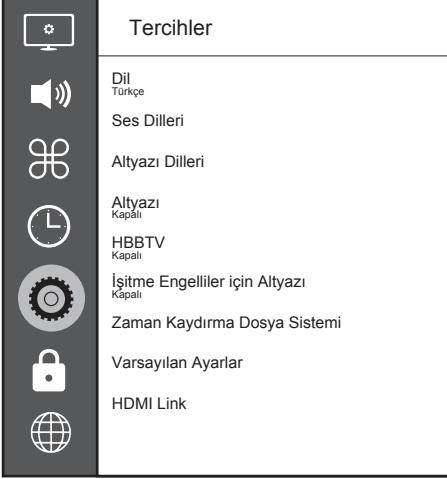 Tercihler
Dil
Türkçe
Ses Dilleri
Altyazı Dilleri
Altyazı
Kapalı
HBBTV
Kapalı
İşitme Engelliler için Altyazı
Kapalı
Zaman Kaydırma Dosya Sistemi
Varsayılan Ayarlar
HDMI Link